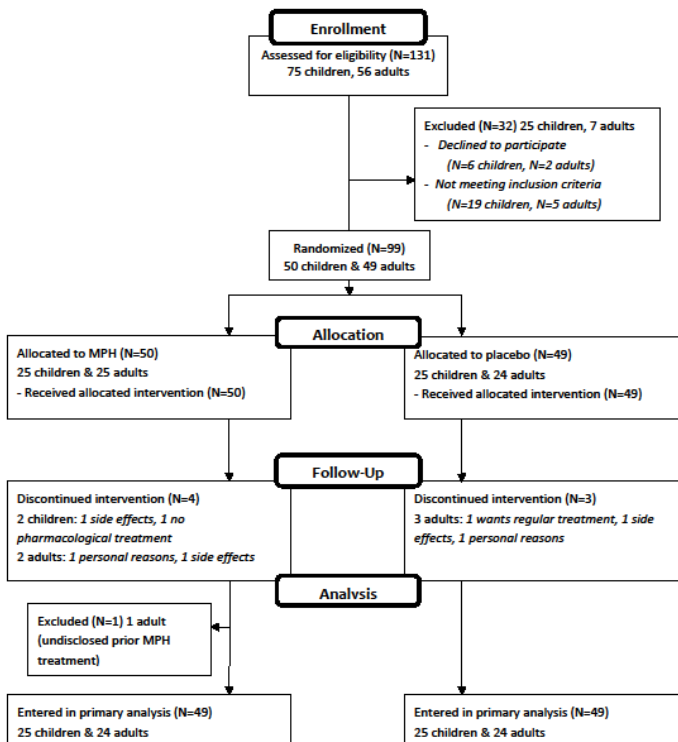 Enrollment
Assessed for eligibility (N=131)
75 children, 56 adults
Excluded (N=32) 25 children, 7 adults
- Declined to participate
(N=6 children, N=2 adults)
- Not meeting inclusion criteria
(N=19 children, N=5 adults)
Randomized (N=99)
50 children & 49 adults
Allocation
Allocated to MPH (N=50)
25 children & 25 adults
- Received allocated intervention (N=50)
Allocated to placebo (N=49)
25 children & 24 adults
- Received allocated intervention (N=49)
Follow-Up
Discontinued intervention (N=4)
2 children: 1 side effects, 1 no
pharmacological treatment
2 adults: 1 personal reasons, 1 side effects
Discontinued intervention (N=3)
3 adults: 1 wants regular treatment, 1 side
effects, 1 personal reasons
Analysis
Excluded (N=1) 1 adult
(undisclosed prior MPH
treatment)
Entered in primary analysis (N=49)
25 children & 24 adults
Entered in primary analysis (N=49)
25 children & 24 adults